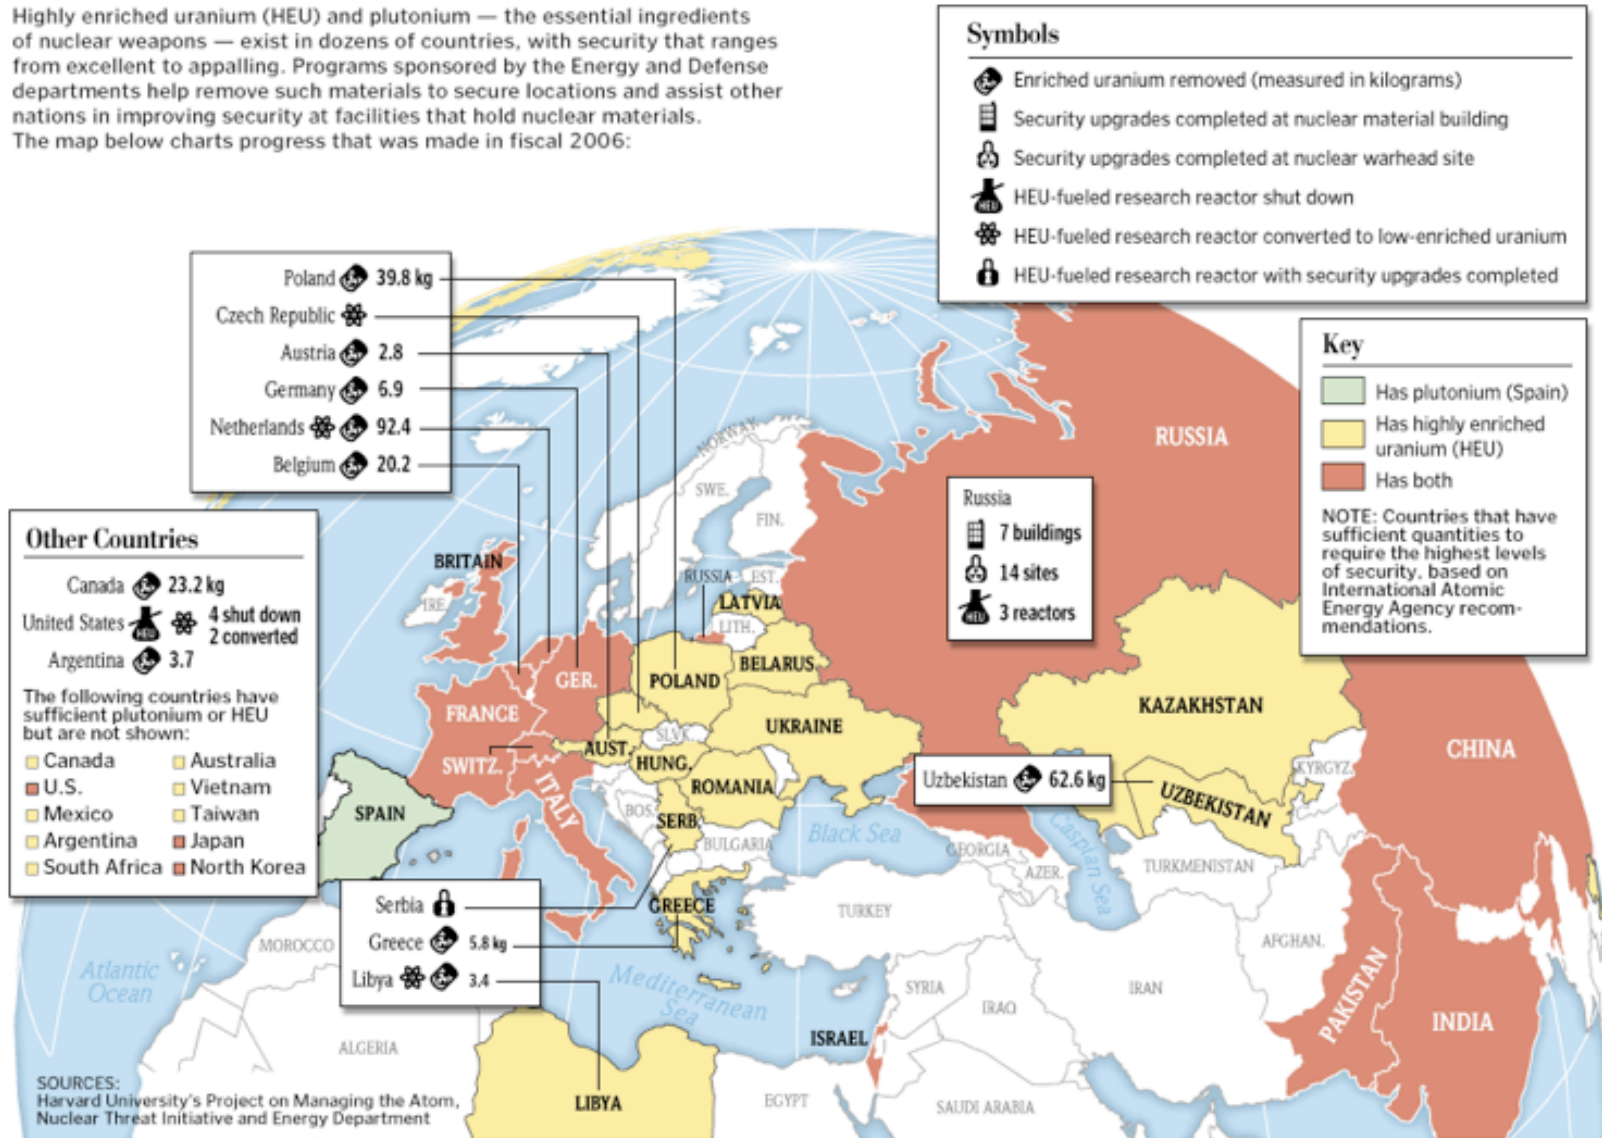 Highly enriched uranium (HEU) and plutonium — the essential ingredients
of nuclear weapons — exist in dozens of countries, with security that ranges
from excellent to appalling. Programs sponsored by the Energy and Defense
departments help remove such materials to secure locations and assist other
nations in improving security at facilities that hold nuclear materials.
The map below charts progress that was made in fiscal 2006:
Symbols
Enriched uranium removed (measured in kilograms)
Security upgrades completed at nuclear material building
Security upgrades completed at nuclear warhead site
HEU
HEU-fueled research reactor shut down
HEU-fueled research reactor converted to low-enriched uranium
HEU-fueled research reactor with security upgrades completed
Key
Has plutonium (Spain)
Has highly enriched
uranium (HEU)
Has both
NOTE: Countries that have
sufficient quantities to
require the highest levels
of security, based on
International Atomic
Energy Agency recom-
mendations.
Poland 39.8 kg
Czech Republic
Austria 2.8
Germany 6.9
Netherlands 92.4
Belgium 20.2
Other Countries
Canada 23.2 kg
United States HEU 4 shut down
2 converted
Argentina 3.7
The following countries have
sufficient plutonium or HEU
but are not shown:
Canada
U.S.
Mexico
Argentina
South Africa
Australia
Vietnam
Taiwan
Japan
North Korea
Russia
7 buildings
14 sites
HEU 3 reactors
Uzbekistan 62.6 kg
Serbia
Greece 5.8 kg
Libya 3.4
RUSSIA
NORWAY
SWE.
FIN.
BRITAIN
IRE.
RUSSIA
EST.
LATVIA
LITH.
BELARUS
GER.
POLAND
FRANCE
UKRAINE
KAZAKHSTAN
CHINA
SLVK.
AUST.
SWITZ.
HUNG.
ITALY
ROMANIA
KYRGYZ.
UZBEKISTAN
SPAIN
BOS.
SERB.
BULGARIA
Black Sea
Caspian Sea
GEORGIA
AZER.
TURKMENISTAN
GREECE
TURKEY
AFGHAN.
MOROCCO
Atlantic
Ocean
Mediterranean
Sea
SYRIA
IRAQ
IRAN
PAKISTAN
INDIA
ISRAEL
ALGERIA
LIBYA
EGYPT
SAUDI ARABIA
SOURCES:
Harvard University's Project on Managing the Atom,
Nuclear Threat Initiative and Energy Department